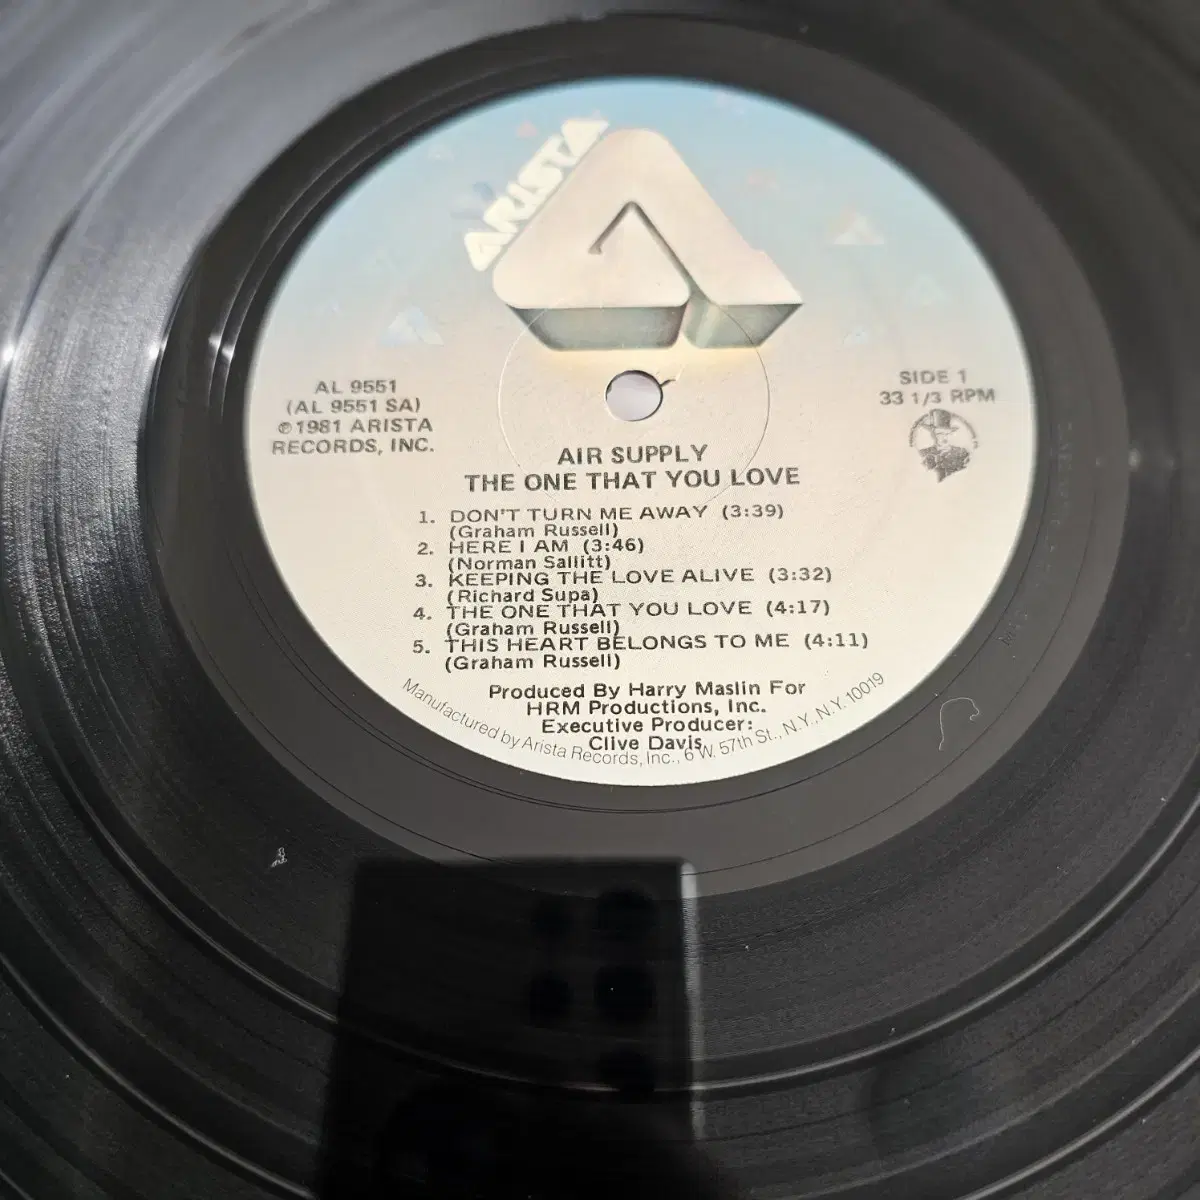 ARISTA
AL 9551
(AL 9551 SA)
℗ 1981 ARISTA
RECORDS, INC.
SIDE 1
33 1/3 RPM
AIR SUPPLY
THE ONE THAT YOU LOVE
1. DON'T TURN ME AWAY (3:39)
(Graham Russell)
2. HERE I AM (3:46)
(Norman Sallitt)
3. KEEPING THE LOVE ALIVE (3:32)
(Richard Supa)
4. THE ONE THAT YOU LOVE (4:17)
(Graham Russell)
5. THIS HEART BELONGS TO ME (4:11)
(Graham Russell)
Produced By Harry Maslin For
HRM Productions, Inc.
Executive Producer:
Clive Davis
Manufactured by Arista Records, Inc., 6 W. 57th St., N.Y., N.Y. 10019